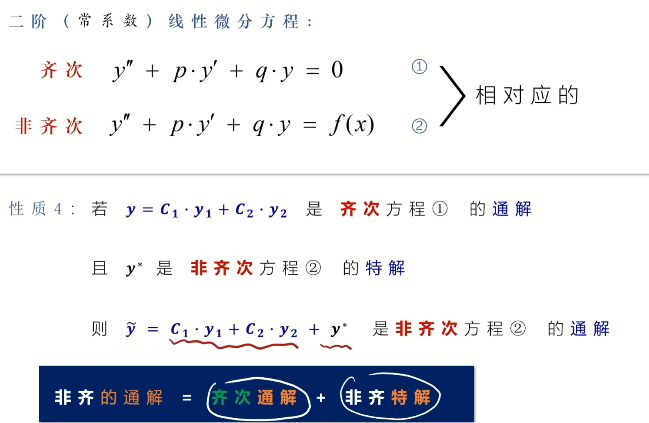 二阶（常系数）线性微分方程：
齐次 y″ + p·y′ + q·y = 0 ①
相对应的
非齐次 y″ + p·y′ + q·y = f(x) ②
性质4：若 y = C₁·y₁ + C₂·y₂ 是 齐次方程① 的通解
且 y* 是 非齐次方程② 的特解
则 ỹ = C₁·y₁ + C₂·y₂ + y* 是非齐次方程② 的通解
非齐的通解 = 齐次通解 + 非齐特解